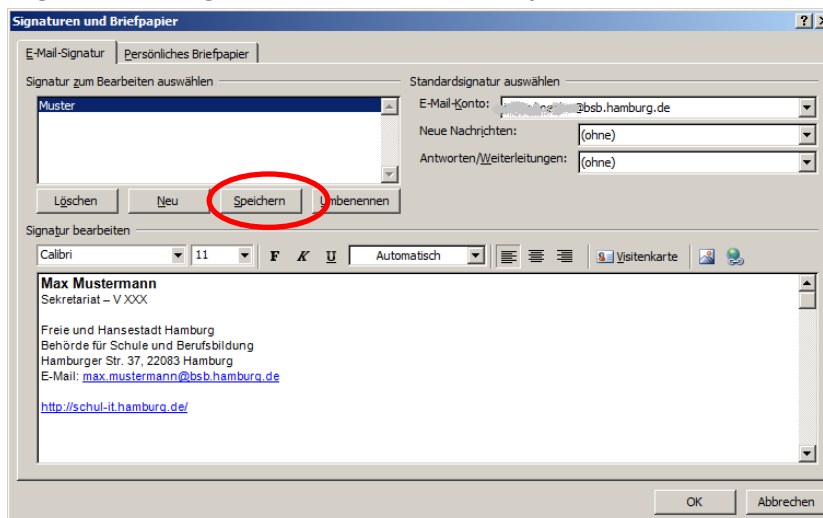 Signaturen und Briefpapier
E-Mail-Signatur Persönliches Briefpapier
Signatur zum Bearbeiten auswählen
Muster
Löschen Neu Speichern Umbenennen
Standardsignatur auswählen
E-Mail-Konto: @bsb.hamburg.de
Neue Nachrichten: (ohne)
Antworten/Weiterleitungen: (ohne)
Signatur bearbeiten
Calibri 11 F K U Automatisch Visitenkarte
Max Mustermann
Sekretariat – V XXX
Freie und Hansestadt Hamburg
Behörde für Schule und Berufsbildung
Hamburger Str. 37, 22083 Hamburg
E-Mail: max.mustermann@bsb.hamburg.de
http://schul-it.hamburg.de/
OK Abbrechen